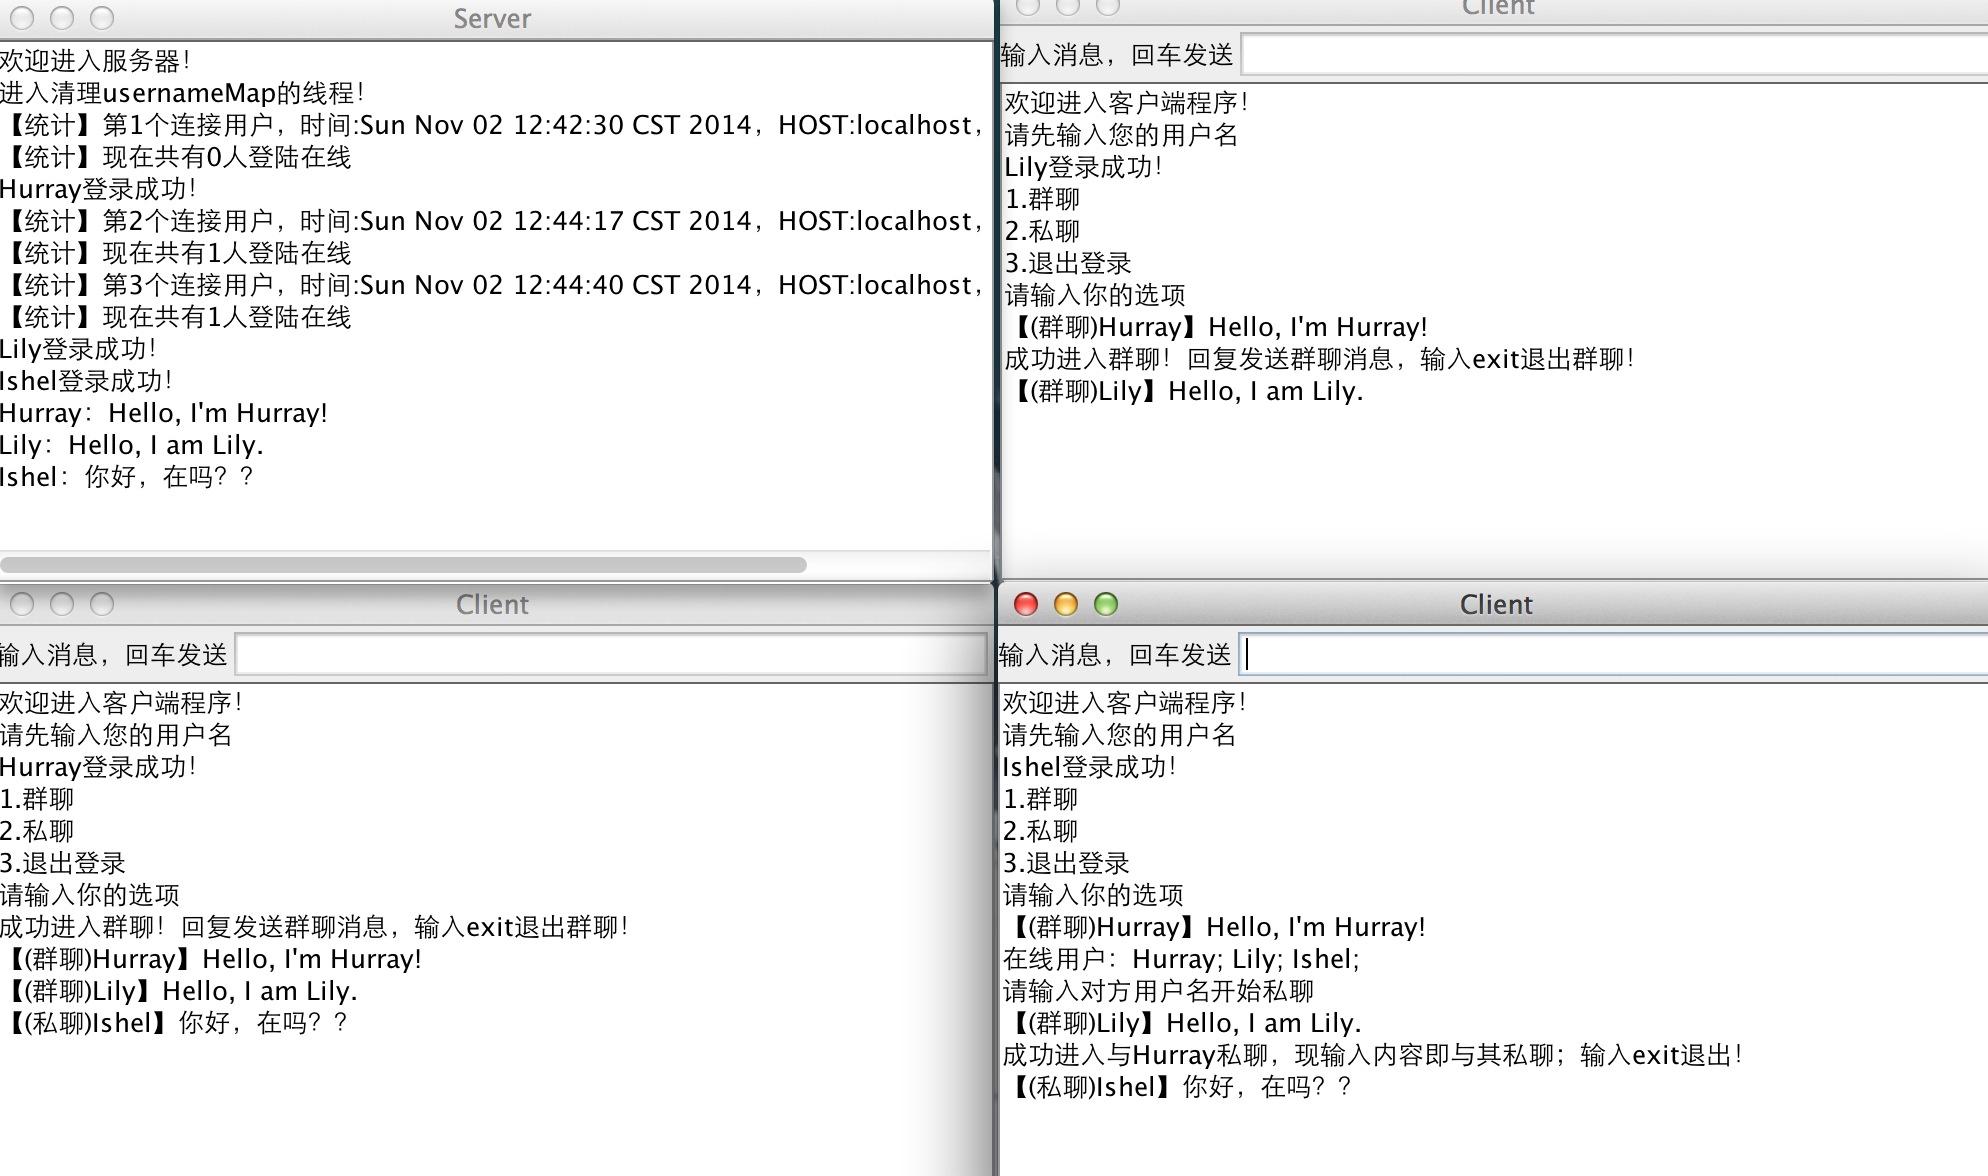 Server
欢迎进入服务器！
进入清理usernameMap的线程！
【统计】第1个连接用户，时间:Sun Nov 02 12:42:30 CST 2014，HOST:localhost，
【统计】现在共有0人登陆在线
Hurray登录成功！
【统计】第2个连接用户，时间:Sun Nov 02 12:44:17 CST 2014，HOST:localhost，
【统计】现在共有1人登陆在线
【统计】第3个连接用户，时间:Sun Nov 02 12:44:40 CST 2014，HOST:localhost，
【统计】现在共有1人登陆在线
Lily登录成功！
Ishel登录成功！
Hurray：Hello, I'm Hurray!
Lily：Hello, I am Lily.
Ishel：你好，在吗？？
Client
输入消息，回车发送
欢迎进入客户端程序！
请先输入您的用户名
Lily登录成功！
1.群聊
2.私聊
3.退出登录
请输入你的选项
【(群聊)Hurray】Hello, I'm Hurray!
成功进入群聊！回复发送群聊消息，输入exit退出群聊！
【(群聊)Lily】Hello, I am Lily.
Client
输入消息，回车发送
欢迎进入客户端程序！
请先输入您的用户名
Hurray登录成功！
1.群聊
2.私聊
3.退出登录
请输入你的选项
成功进入群聊！回复发送群聊消息，输入exit退出群聊！
【(群聊)Hurray】Hello, I'm Hurray!
【(群聊)Lily】Hello, I am Lily.
【(私聊)Ishel】你好，在吗？？
Client
输入消息，回车发送
欢迎进入客户端程序！
请先输入您的用户名
Ishel登录成功！
1.群聊
2.私聊
3.退出登录
请输入你的选项
【(群聊)Hurray】Hello, I'm Hurray!
在线用户：Hurray; Lily; Ishel;
请输入对方用户名开始私聊
【(群聊)Lily】Hello, I am Lily.
成功进入与Hurray私聊，现输入内容即与其私聊；输入exit退出！
【(私聊)Ishel】你好，在吗？？